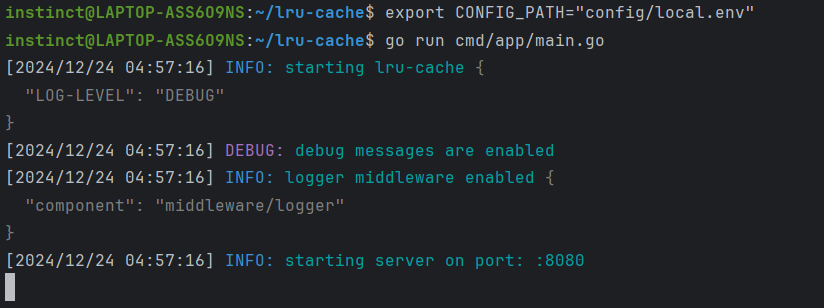 instinct@LAPTOP-ASS6O9NS:~/lru-cache$ export CONFIG_PATH="config/local.env"
instinct@LAPTOP-ASS6O9NS:~/lru-cache$ go run cmd/app/main.go
[2024/12/24 04:57:16] INFO: starting lru-cache {
  "LOG-LEVEL": "DEBUG"
}
[2024/12/24 04:57:16] DEBUG: debug messages are enabled
[2024/12/24 04:57:16] INFO: logger middleware enabled {
  "component": "middleware/logger"
}
[2024/12/24 04:57:16] INFO: starting server on port: :8080